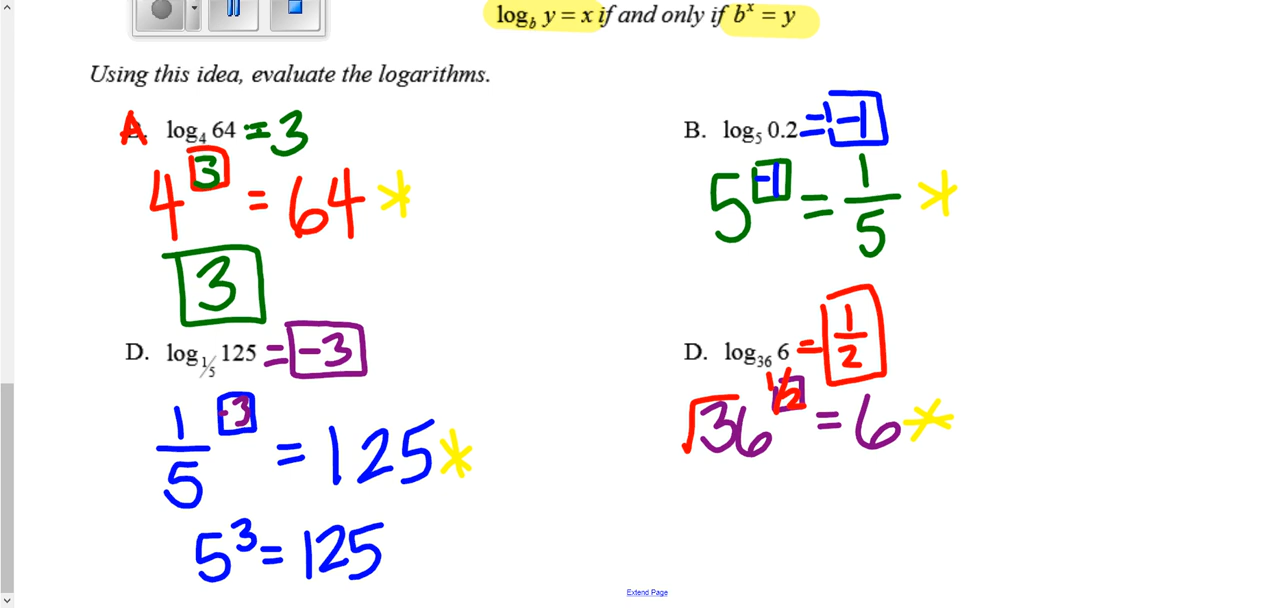 log_b y = x if and only if b^x = y
Using this idea, evaluate the logarithms.
A. log_4 64 = 3
4^3 = 64 *
3
B. log_5 0.2 = -1
5^-1 = 1/5 *
D. log_1/5 125 = -3
1/5^-3 = 125 *
5^3 = 125
D. log_36 6 = 1/2
√36^1/2 = 6 *
Extend Page